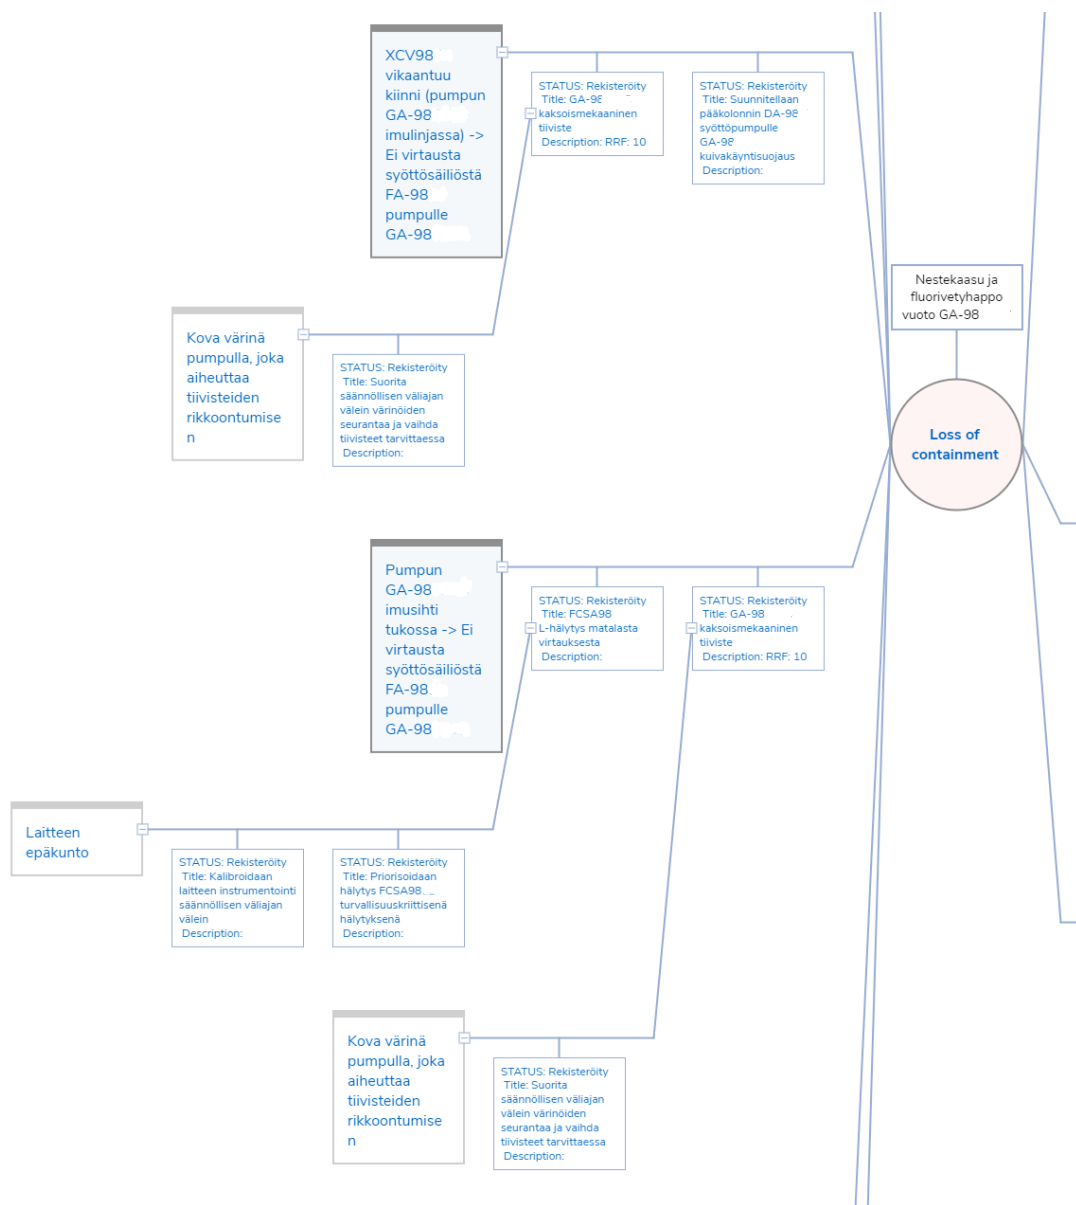 XCV98
vikaantuu
kiinni (pumpun
GA-98
imulinjassa) ->
Ei virtausta
syöttösäiliöstä
FA-98
pumpulle
GA-98
STATUS: Rekisteröity
Title: GA-98
kaksoismekaaninen
tiiviste
Description: RRF: 10
STATUS: Rekisteröity
Title: Suunnitellaan
pääkolonnin DA-98
syöttöpumpulle
GA-98
kuivakäyntisuojaus
Description:
Nestekaasu ja
fluorivetyhappo
vuoto GA-98
Loss of
containment
Kova värinä
pumpulla, joka
aiheuttaa
tiivisteiden
rikkoontumise
n
STATUS: Rekisteröity
Title: Suorita
säännöllisen väliajan
välein värinöiden
seurantaa ja vaihda
tiivisteet tarvittaessa
Description:
Pumpun
GA-98
imusihti
tukossa -> Ei
virtausta
syöttösäiliöstä
FA-98
pumpulle
GA-98
STATUS: Rekisteröity
Title: FCSA98
L-hälytys matalasta
virtauksesta
Description:
STATUS: Rekisteröity
Title: GA-98
kaksoismekaaninen
tiiviste
Description: RRF: 10
Laitteen
epäkunto
STATUS: Rekisteröity
Title: Kalibroidaan
laitteen instrumentointi
säännöllisen väliajan
välein
Description:
STATUS: Rekisteröity
Title: Priorisoidaan
hälytys FCSA98
turvallisuuskriittisenä
hälytyksenä
Description:
Kova värinä
pumpulla, joka
aiheuttaa
tiivisteiden
rikkoontumise
n
STATUS: Rekisteröity
Title: Suorita
säännöllisen väliajan
välein värinöiden
seurantaa ja vaihda
tiivisteet tarvittaessa
Description: